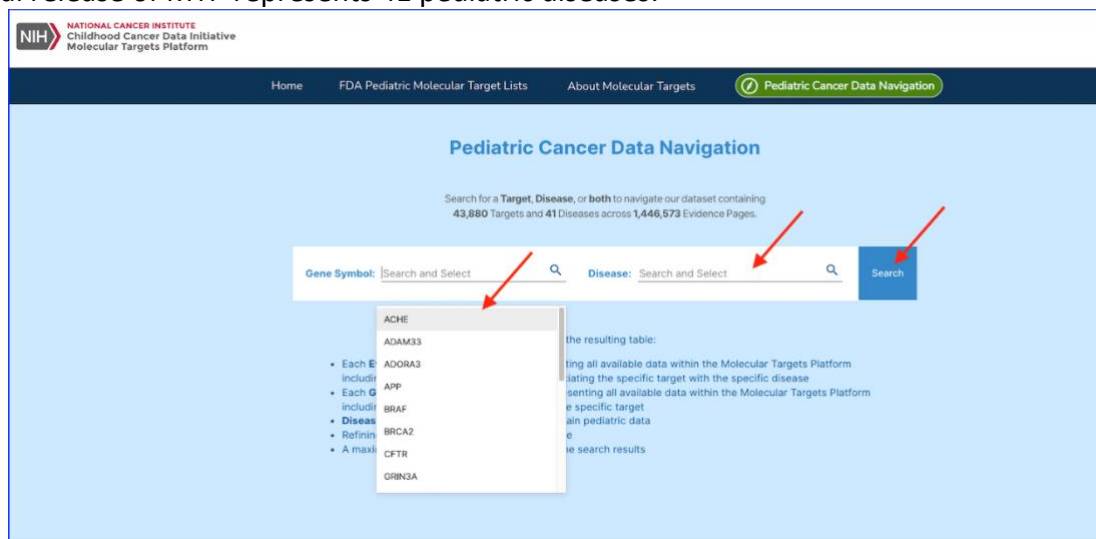 release of MTP represents 41 pediatric diseases.
NIH
NATIONAL CANCER INSTITUTE
Childhood Cancer Data Initiative
Molecular Targets Platform
Home FDA Pediatric Molecular Target Lists About Molecular Targets Pediatric Cancer Data Navigation
Pediatric Cancer Data Navigation
Search for a Target, Disease, or both to navigate our dataset containing
43,880 Targets and 41 Diseases across 1,446,573 Evidence Pages.
Gene Symbol: Search and Select Disease: Search and Select Search
ACHE
ADAM33
ADORA3
APP
BRAF
BRCA2
CFTR
GRIN3A
the resulting table:
• Each all available data within the Molecular Targets Platform
the specific target with the specific disease
• Each all available data within the Molecular Targets Platform
specific target
• pediatric data
•
• A search results